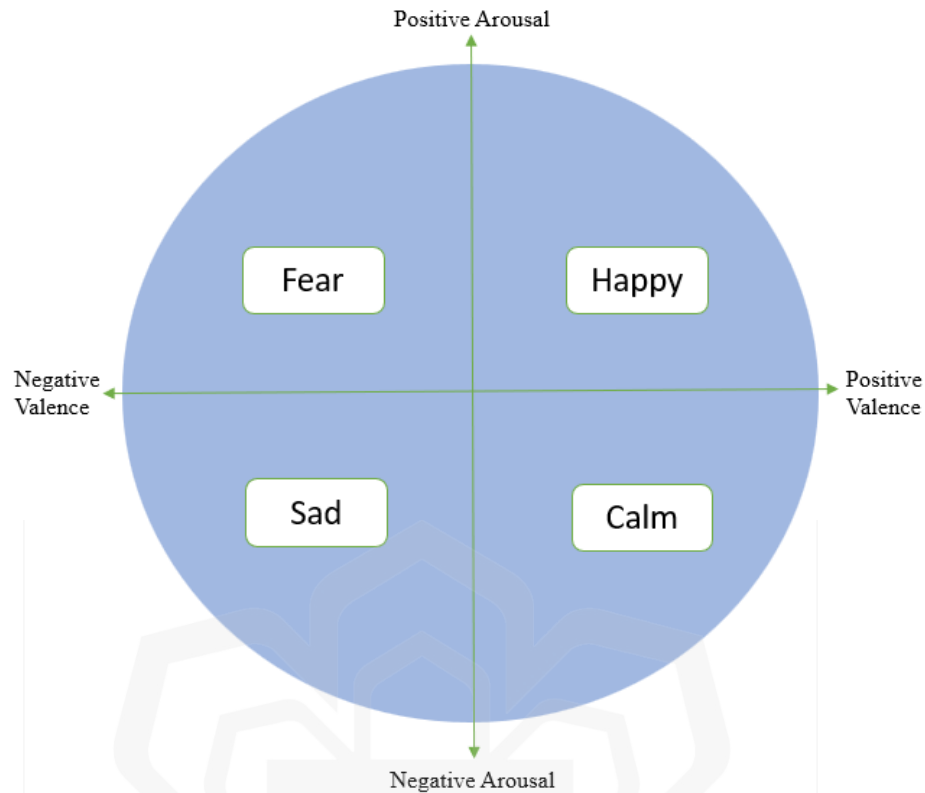 Positive Arousal
Fear
Happy
Negative
Valence
Positive
Valence
Sad
Calm
Negative Arousal